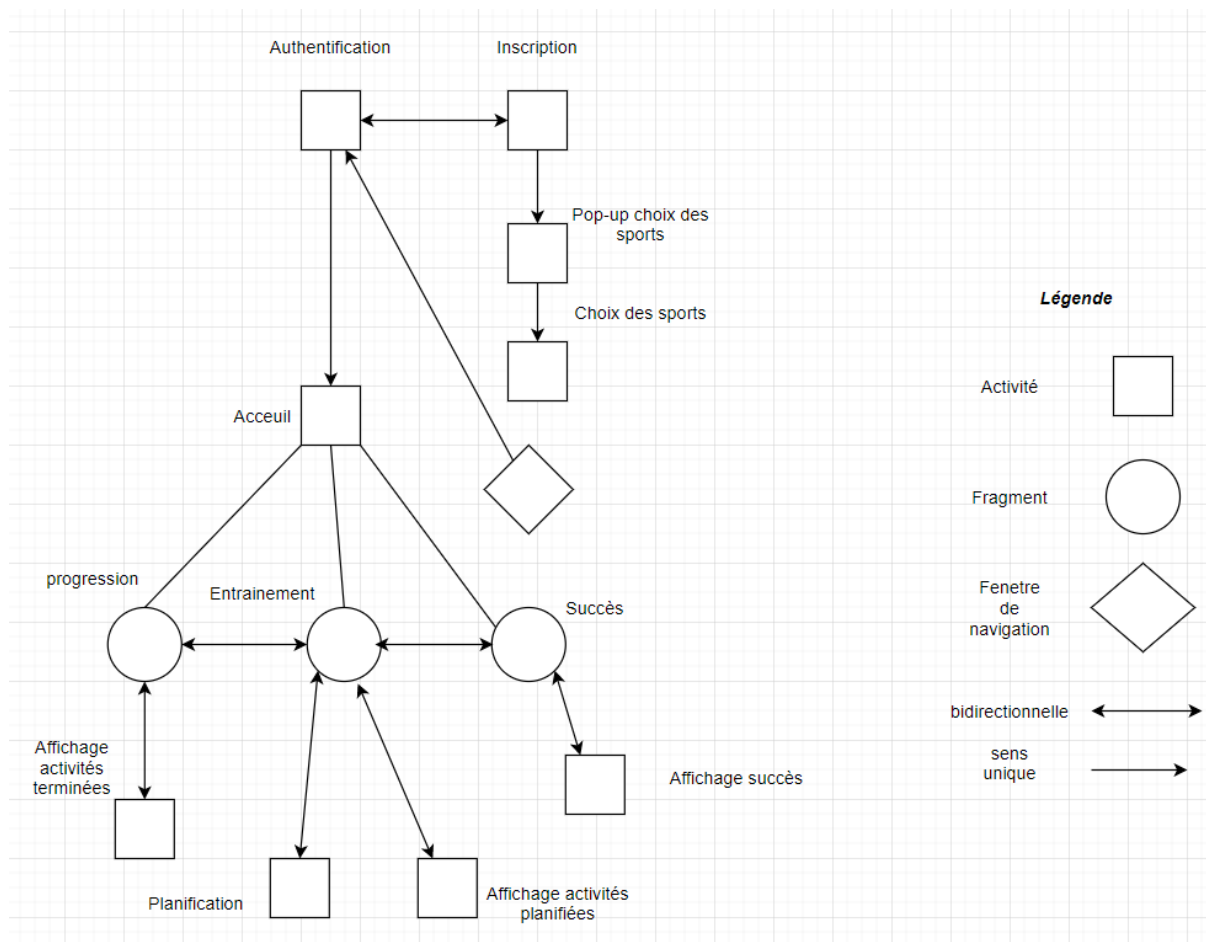 Authentification
Inscription
Pop-up choix des
sports
Choix des sports
Légende
Activité
Acceuil
Fragment
progression
Entrainement
Succès
Fenetre
de
navigation
bidirectionnelle
sens
unique
Affichage
activités
terminées
Affichage succès
Planification
Affichage activités
planifiées